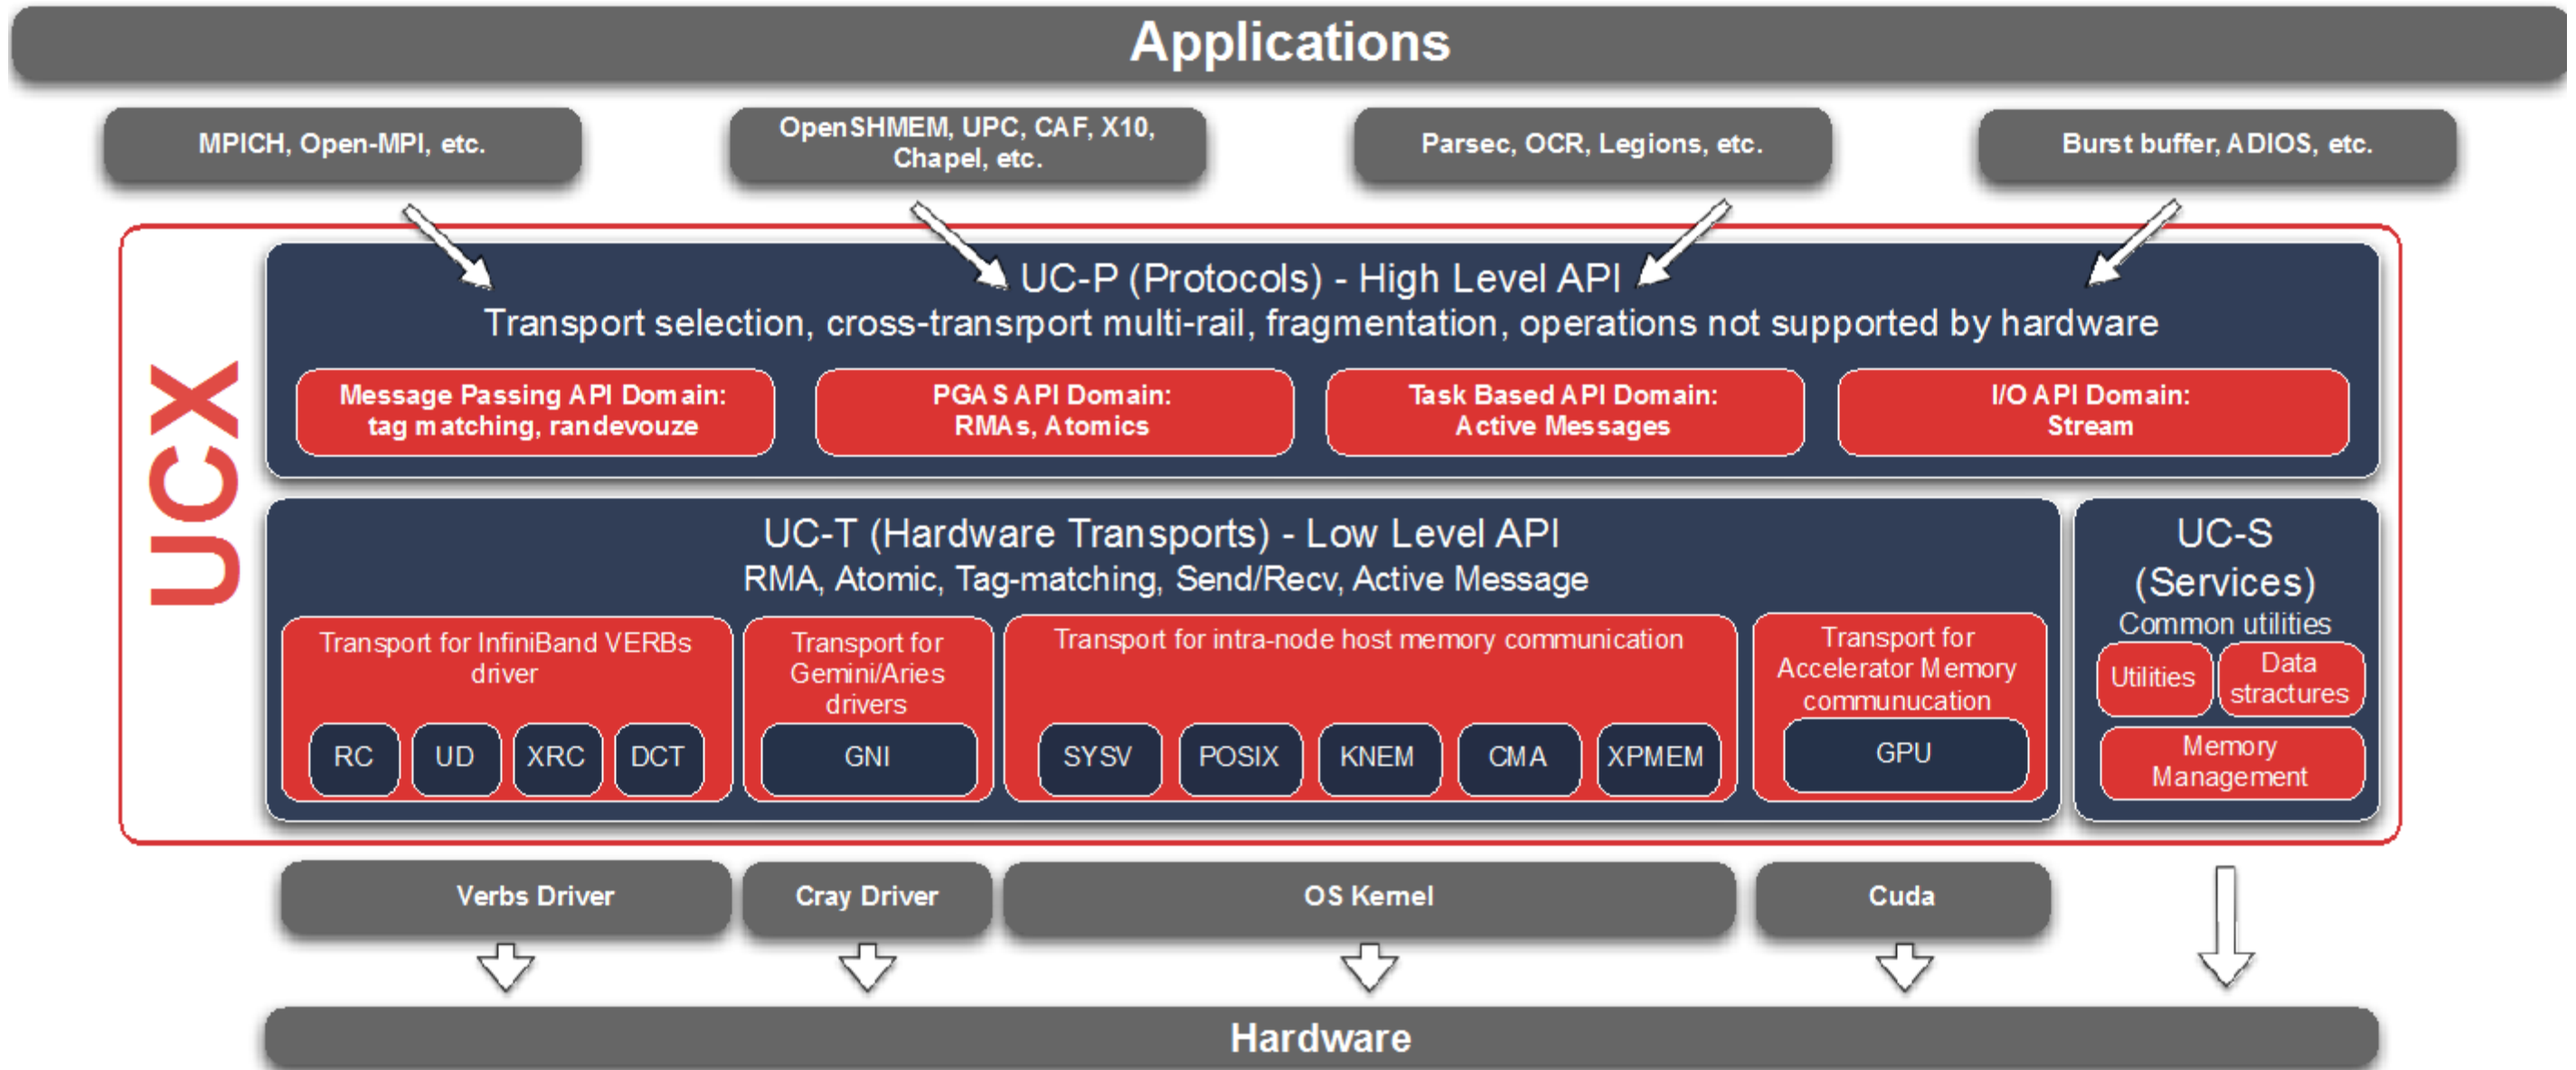 Applications
MPICH, Open-MPI, etc.
OpenSHMEM, UPC, CAF, X10,
Chapel, etc.
Parsec, OCR, Legions, etc.
Burst buffer, ADIOS, etc.
UCX
UC-P (Protocols) - High Level API
Transport selection, cross-transrport multi-rail, fragmentation, operations not supported by hardware
Message Passing API Domain:
tag matching, randevouze
PGAS API Domain:
RMAs, Atomics
Task Based API Domain:
Active Messages
I/O API Domain:
Stream
UC-T (Hardware Transports) - Low Level API
RMA, Atomic, Tag-matching, Send/Recv, Active Message
Transport for InfiniBand VERBs
driver
RC
UD
XRC
DCT
Transport for
Gemini/Aries
drivers
GNI
Transport for intra-node host memory communication
SYSV
POSIX
KNEM
CMA
XPMEM
Transport for
Accelerator Memory
communucation
GPU
UC-S
(Services)
Common utilities
Utilities
Data
stractures
Memory
Management
Verbs Driver
Cray Driver
OS Kernel
Cuda
Hardware